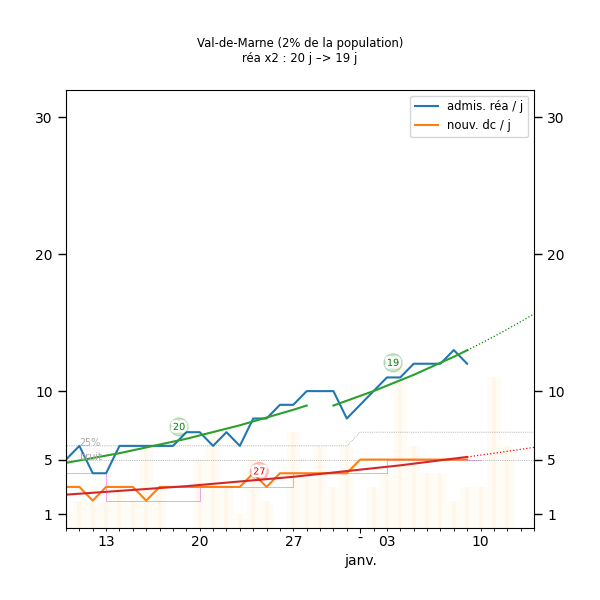 Val-de-Marne (2% de la population)
réa x2 : 20 j −> 19 j
admis. réa / j
nouv. dc / j
30 30
20 20
10 10
5 5
1 1
25%
bruit
20
19
27
13 20 27 - 03 10
janv.